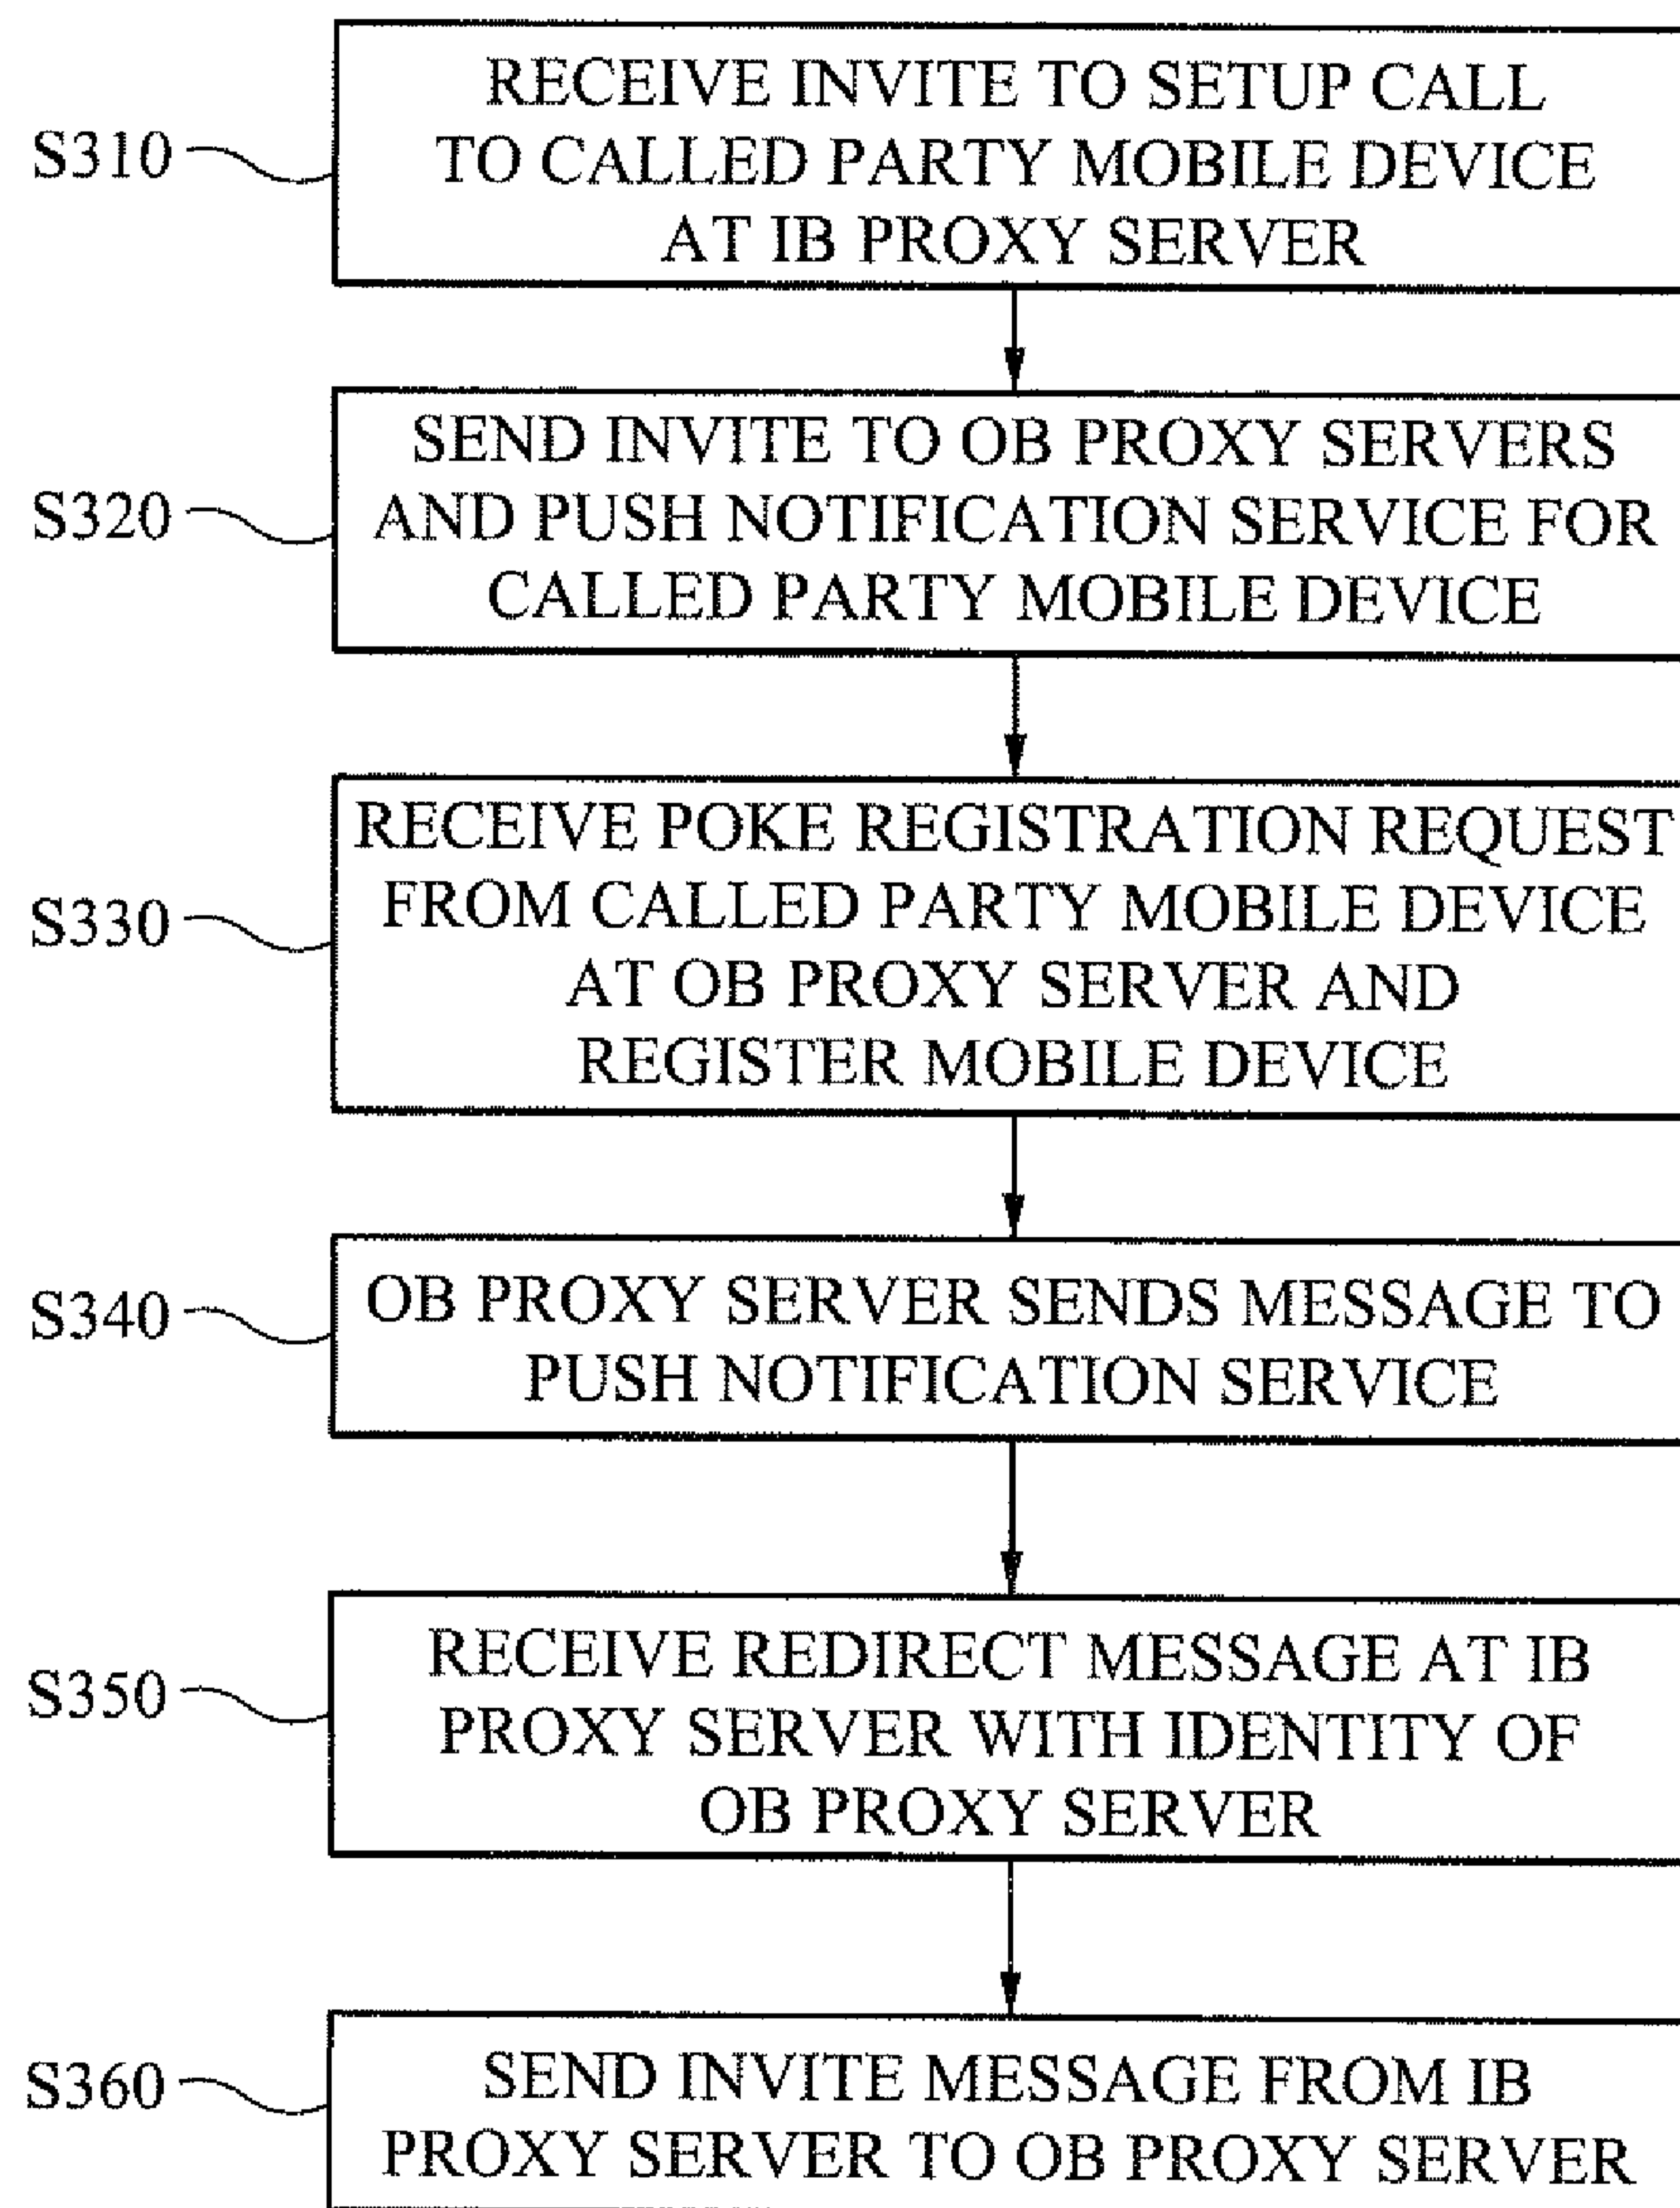 RECEIVE INVITE TO SETUP CALL
TO CALLED PARTY MOBILE DEVICE
AT IB PROXY SERVER
S310
SEND INVITE TO OB PROXY SERVERS
AND PUSH NOTIFICATION SERVICE FOR
CALLED PARTY MOBILE DEVICE
S320
RECEIVE POKE REGISTRATION REQUEST
FROM CALLED PARTY MOBILE DEVICE
AT OB PROXY SERVER AND
REGISTER MOBILE DEVICE
S330
OB PROXY SERVER SENDS MESSAGE TO
PUSH NOTIFICATION SERVICE
S340
RECEIVE REDIRECT MESSAGE AT IB
PROXY SERVER WITH IDENTITY OF
OB PROXY SERVER
S350
SEND INVITE MESSAGE FROM IB
PROXY SERVER TO OB PROXY SERVER
S360